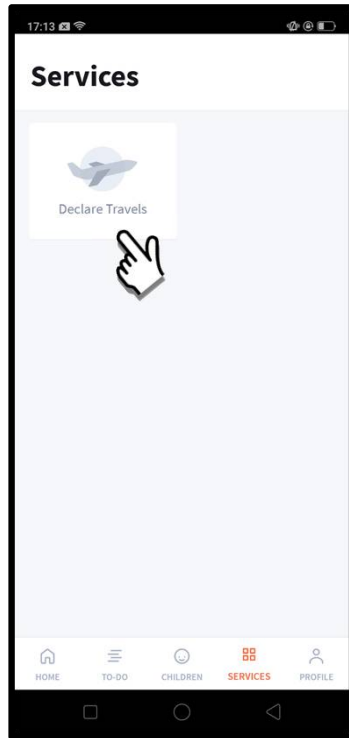 17:13
Services
Declare Travels
HOME TO-DO CHILDREN SERVICES PROFILE